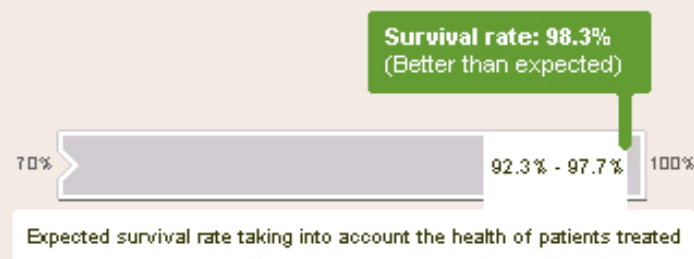 Survival rate: 98.3%
(Better than expected)
70%
92.3% - 97.7%
100%
Expected survival rate taking into account the health of patients treated